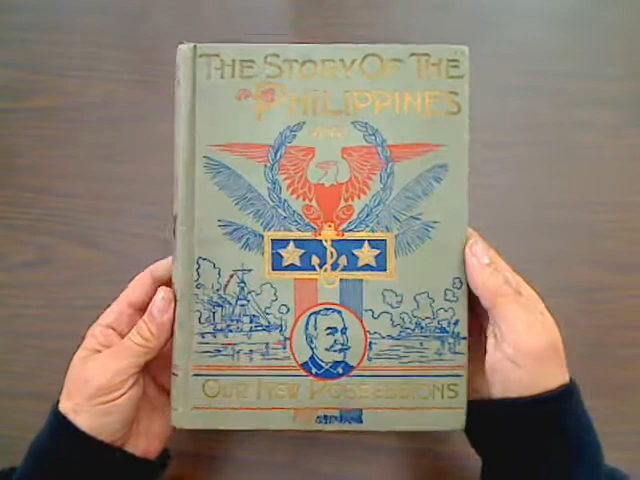 The Story Of The
Philippines
AND
Our New Possessions